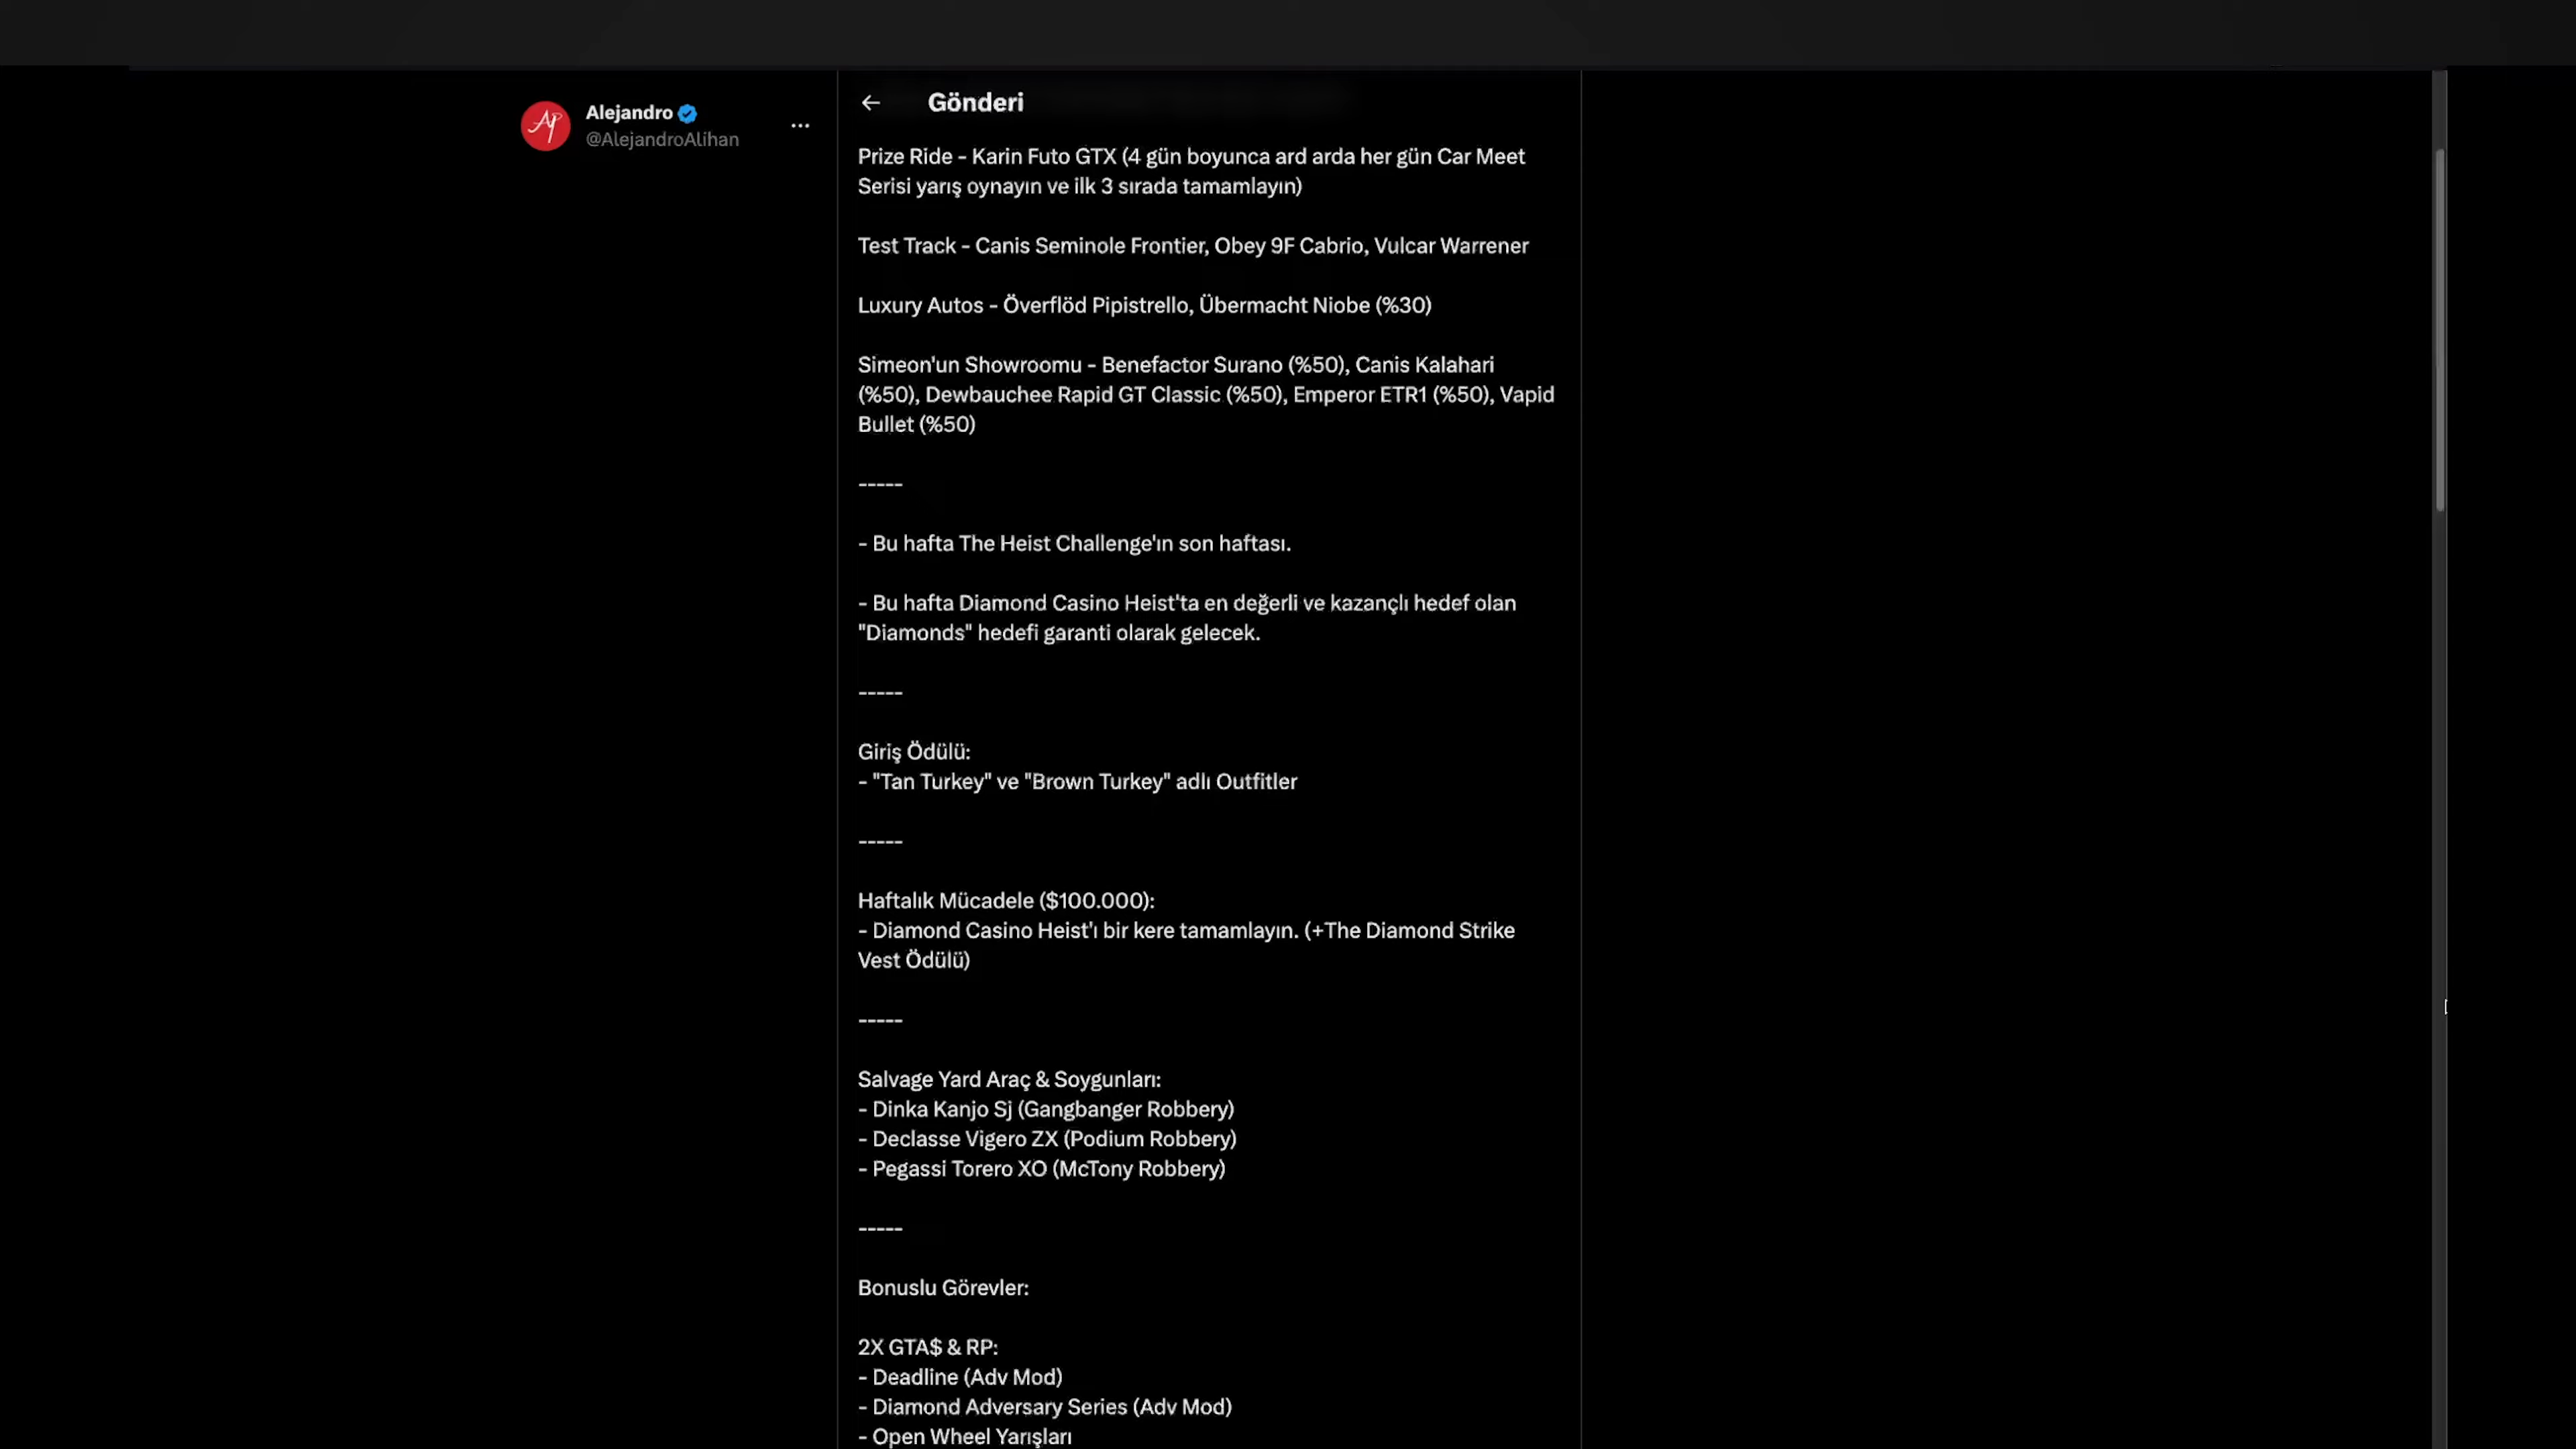 Alejandro
@AlejandroAlihan
Gönderi
Prize Ride - Karin Futo GTX (4 gün boyunca ard arda her gün Car Meet
Serisi yarış oynayın ve ilk 3 sırada tamamlayın)
Test Track - Canis Seminole Frontier, Obey 9F Cabrio, Vulcar Warrener
Luxury Autos - Överflöd Pipistrello, Übermacht Niobe (%30)
Simeon'un Showroomu - Benefactor Surano (%50), Canis Kalahari
(%50), Dewbauchee Rapid GT Classic (%50), Emperor ETR1 (%50), Vapid
Bullet (%50)
-----
- Bu hafta The Heist Challenge'ın son haftası.
- Bu hafta Diamond Casino Heist'ta en değerli ve kazançlı hedef olan
"Diamonds" hedefi garanti olarak gelecek.
-----
Giriş Ödülü:
- "Tan Turkey" ve "Brown Turkey" adlı Outfitler
-----
Haftalık Mücadele ($100.000):
- Diamond Casino Heist'ı bir kere tamamlayın. (+The Diamond Strike
Vest Ödülü)
-----
Salvage Yard Araç & Soygunları:
- Dinka Kanjo Sj (Gangbanger Robbery)
- Declasse Vigero ZX (Podium Robbery)
- Pegassi Torero XO (McTony Robbery)
-----
Bonuslu Görevler:
2X GTA$ & RP:
- Deadline (Adv Mod)
- Diamond Adversary Series (Adv Mod)
- Open Wheel Yarışları